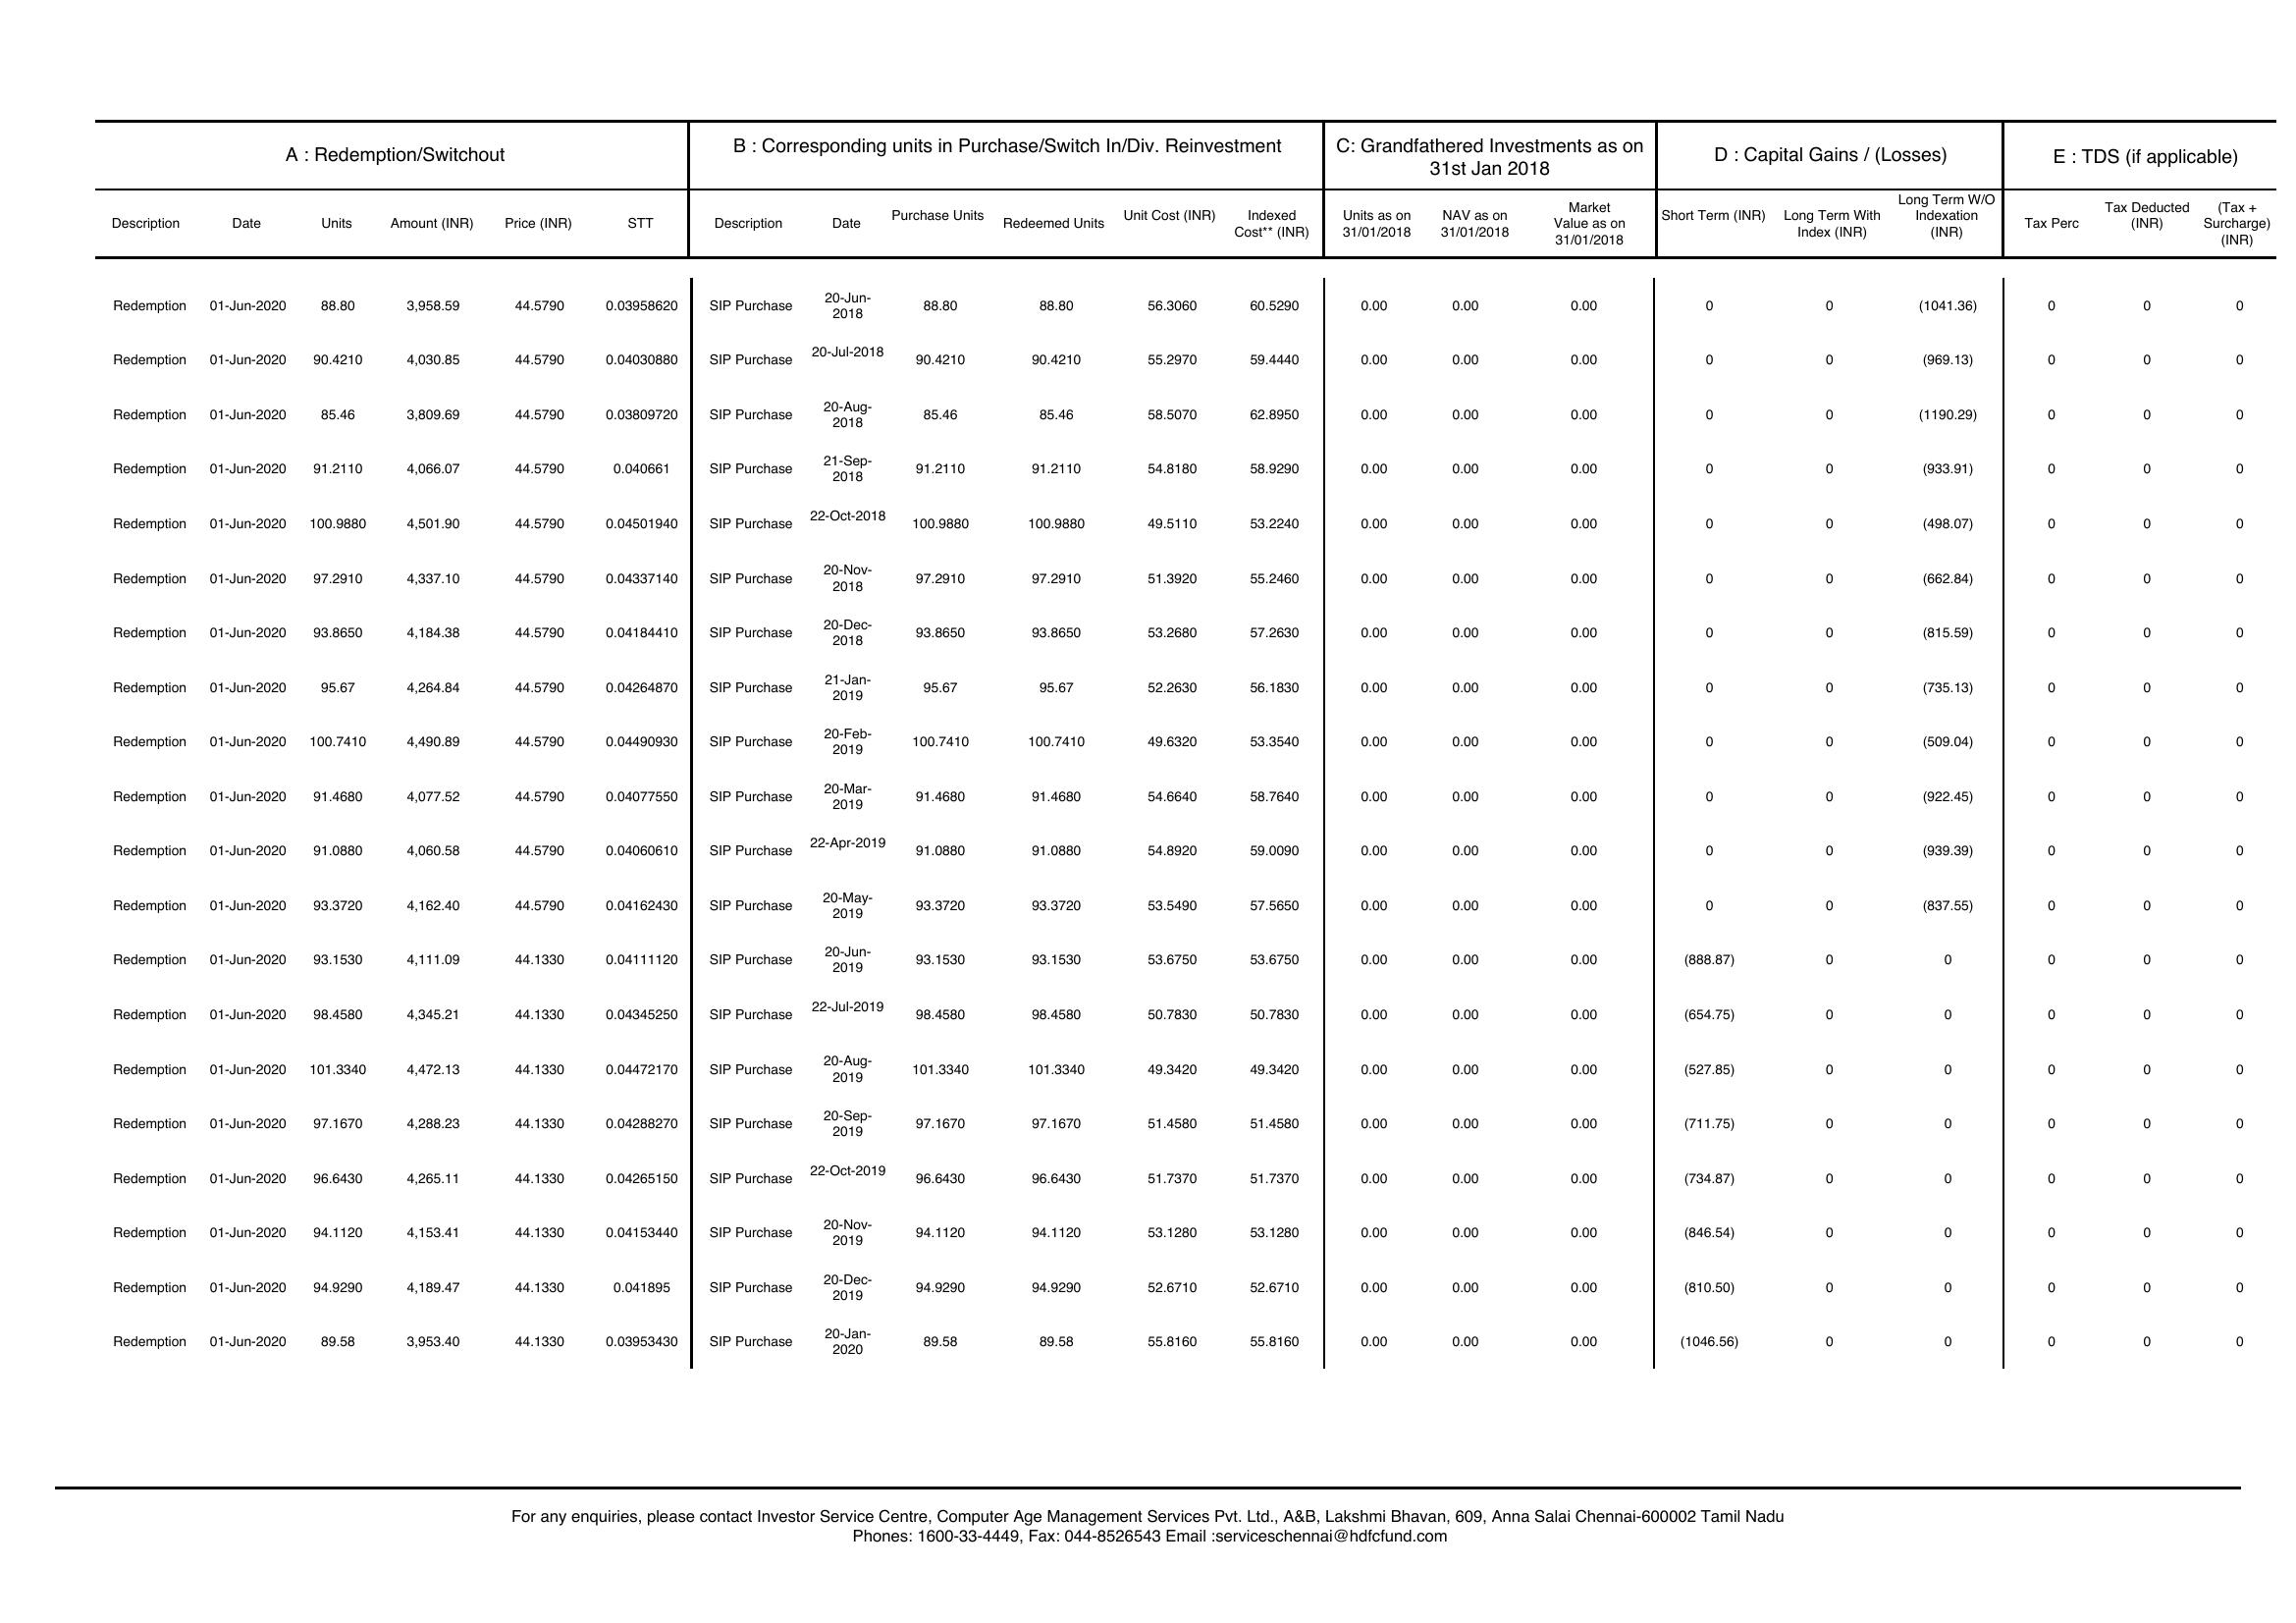 A : Redemption/Switchout B : Corresponding units in Purchase/Switch In/Div. Reinvestment C: Grandfathered Investments as on 31st Jan 2018 D : Capital Gains / (Losses) E : TDS (if applicable)
Description Date Units Amount (INR) Price (INR) STT Description Date Purchase Units Redeemed Units Unit Cost (INR) Indexed Cost** (INR) Units as on 31/01/2018 NAV as on 31/01/2018 Market Value as on 31/01/2018 Short Term (INR) Long Term With Index (INR) Long Term W/O Indexation (INR) Tax Perc Tax Deducted (INR) (Tax + Surcharge) (INR)
Redemption 01-Jun-2020 88.80 3,958.59 44.5790 0.03958620 SIP Purchase 20-Jun-2018 88.80 88.80 56.3060 60.5290 0.00 0.00 0.00 0 0 (1041.36) 0 0 0
Redemption 01-Jun-2020 90.4210 4,030.85 44.5790 0.04030880 SIP Purchase 20-Jul-2018 90.4210 90.4210 55.2970 59.4440 0.00 0.00 0.00 0 0 (969.13) 0 0 0
Redemption 01-Jun-2020 85.46 3,809.69 44.5790 0.03809720 SIP Purchase 20-Aug-2018 85.46 85.46 58.5070 62.8950 0.00 0.00 0.00 0 0 (1190.29) 0 0 0
Redemption 01-Jun-2020 91.2110 4,066.07 44.5790 0.040661 SIP Purchase 21-Sep-2018 91.2110 91.2110 54.8180 58.9290 0.00 0.00 0.00 0 0 (933.91) 0 0 0
Redemption 01-Jun-2020 100.9880 4,501.90 44.5790 0.04501940 SIP Purchase 22-Oct-2018 100.9880 100.9880 49.5110 53.2240 0.00 0.00 0.00 0 0 (498.07) 0 0 0
Redemption 01-Jun-2020 97.2910 4,337.10 44.5790 0.04337140 SIP Purchase 20-Nov-2018 97.2910 97.2910 51.3920 55.2460 0.00 0.00 0.00 0 0 (662.84) 0 0 0
Redemption 01-Jun-2020 93.8650 4,184.38 44.5790 0.04184410 SIP Purchase 20-Dec-2018 93.8650 93.8650 53.2680 57.2630 0.00 0.00 0.00 0 0 (815.59) 0 0 0
Redemption 01-Jun-2020 95.67 4,264.84 44.5790 0.04264870 SIP Purchase 21-Jan-2019 95.67 95.67 52.2630 56.1830 0.00 0.00 0.00 0 0 (735.13) 0 0 0
Redemption 01-Jun-2020 100.7410 4,490.89 44.5790 0.04490930 SIP Purchase 20-Feb-2019 100.7410 100.7410 49.6320 53.3540 0.00 0.00 0.00 0 0 (509.04) 0 0 0
Redemption 01-Jun-2020 91.4680 4,077.52 44.5790 0.04077550 SIP Purchase 20-Mar-2019 91.4680 91.4680 54.6640 58.7640 0.00 0.00 0.00 0 0 (922.45) 0 0 0
Redemption 01-Jun-2020 91.0880 4,060.58 44.5790 0.04060610 SIP Purchase 22-Apr-2019 91.0880 91.0880 54.8920 59.0090 0.00 0.00 0.00 0 0 (939.39) 0 0 0
Redemption 01-Jun-2020 93.3720 4,162.40 44.5790 0.04162430 SIP Purchase 20-May-2019 93.3720 93.3720 53.5490 57.5650 0.00 0.00 0.00 0 0 (837.55) 0 0 0
Redemption 01-Jun-2020 93.1530 4,111.09 44.1330 0.04111120 SIP Purchase 20-Jun-2019 93.1530 93.1530 53.6750 53.6750 0.00 0.00 0.00 (888.87) 0 0 0 0 0
Redemption 01-Jun-2020 98.4580 4,345.21 44.1330 0.04345250 SIP Purchase 22-Jul-2019 98.4580 98.4580 50.7830 50.7830 0.00 0.00 0.00 (654.75) 0 0 0 0 0
Redemption 01-Jun-2020 101.3340 4,472.13 44.1330 0.04472170 SIP Purchase 20-Aug-2019 101.3340 101.3340 49.3420 49.3420 0.00 0.00 0.00 (527.85) 0 0 0 0 0
Redemption 01-Jun-2020 97.1670 4,288.23 44.1330 0.04288270 SIP Purchase 20-Sep-2019 97.1670 97.1670 51.4580 51.4580 0.00 0.00 0.00 (711.75) 0 0 0 0 0
Redemption 01-Jun-2020 96.6430 4,265.11 44.1330 0.04265150 SIP Purchase 22-Oct-2019 96.6430 96.6430 51.7370 51.7370 0.00 0.00 0.00 (734.87) 0 0 0 0 0
Redemption 01-Jun-2020 94.1120 4,153.41 44.1330 0.04153440 SIP Purchase 20-Nov-2019 94.1120 94.1120 53.1280 53.1280 0.00 0.00 0.00 (846.54) 0 0 0 0 0
Redemption 01-Jun-2020 94.9290 4,189.47 44.1330 0.041895 SIP Purchase 20-Dec-2019 94.9290 94.9290 52.6710 52.6710 0.00 0.00 0.00 (810.50) 0 0 0 0 0
Redemption 01-Jun-2020 89.58 3,953.40 44.1330 0.03953430 SIP Purchase 20-Jan-2020 89.58 89.58 55.8160 55.8160 0.00 0.00 0.00 (1046.56) 0 0 0 0 0
For any enquiries, please contact Investor Service Centre, Computer Age Management Services Pvt. Ltd., A&B, Lakshmi Bhavan, 609, Anna Salai Chennai-600002 Tamil Nadu
Phones: 1600-33-4449, Fax: 044-8526543 Email :serviceschennai@hdfcfund.com